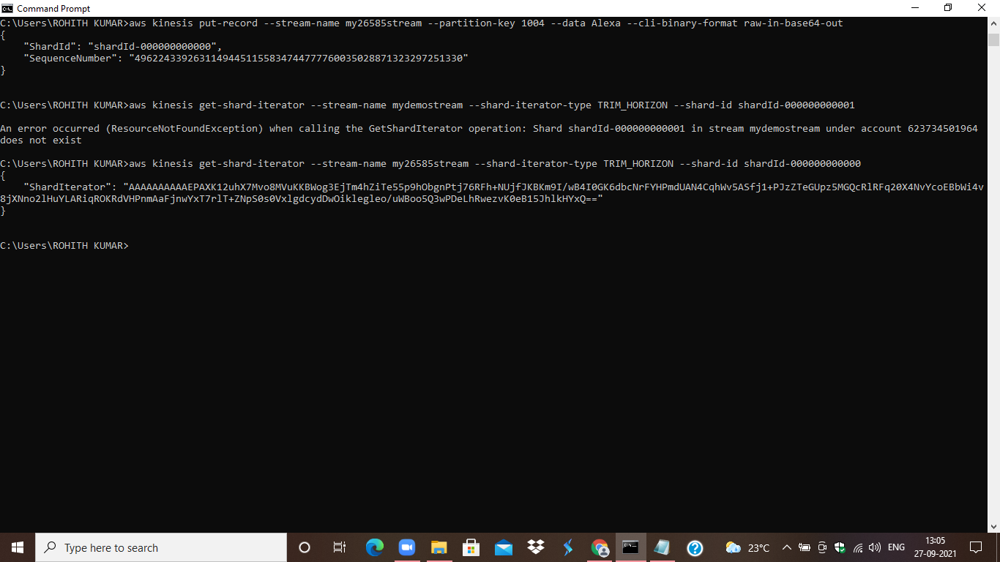 Command Prompt
C:\Users\ROHITH KUMAR>aws kinesis put-record --stream-name my26585stream --partition-key 1004 --data Alexa --cli-binary-format raw-in-base64-out
{
    "ShardId": "shardId-000000000000",
    "SequenceNumber": "49622433926311494451155834744777760035028871323297251330"
}
C:\Users\ROHITH KUMAR>aws kinesis get-shard-iterator --stream-name mydemostream --shard-iterator-type TRIM_HORIZON --shard-id shardId-000000000001
An error occurred (ResourceNotFoundException) when calling the GetShardIterator operation: Shard shardId-000000000001 in stream mydemostream under account 623734501964
does not exist
C:\Users\ROHITH KUMAR>aws kinesis get-shard-iterator --stream-name my26585stream --shard-iterator-type TRIM_HORIZON --shard-id shardId-000000000000
{
    "ShardIterator": "AAAAAAAAAAEPAXK12uhX7Mvo8MVuKKBWog3EjTm4hZiTe55p9hObgnPtj76RFh+NUjfJKBKm9I/wB4I0GK6dbcNrFYHPmdUAN4CqhWv5ASfj1+PJzZTeGUpz5MGQcRlRFq20X4NvYcoEBbWi4v
8jXNno2lHuYLARiqROKRdVHPnmAaFjnwYxT7rlT+ZNpS0s0VxlgdcydDwOiklegleo/uWBoo5Q3wPDeLhRwezvK0eB15JhlkHYxQ=="
}
C:\Users\ROHITH KUMAR>
Type here to search
23°C
ENG
13:05
27-09-2021